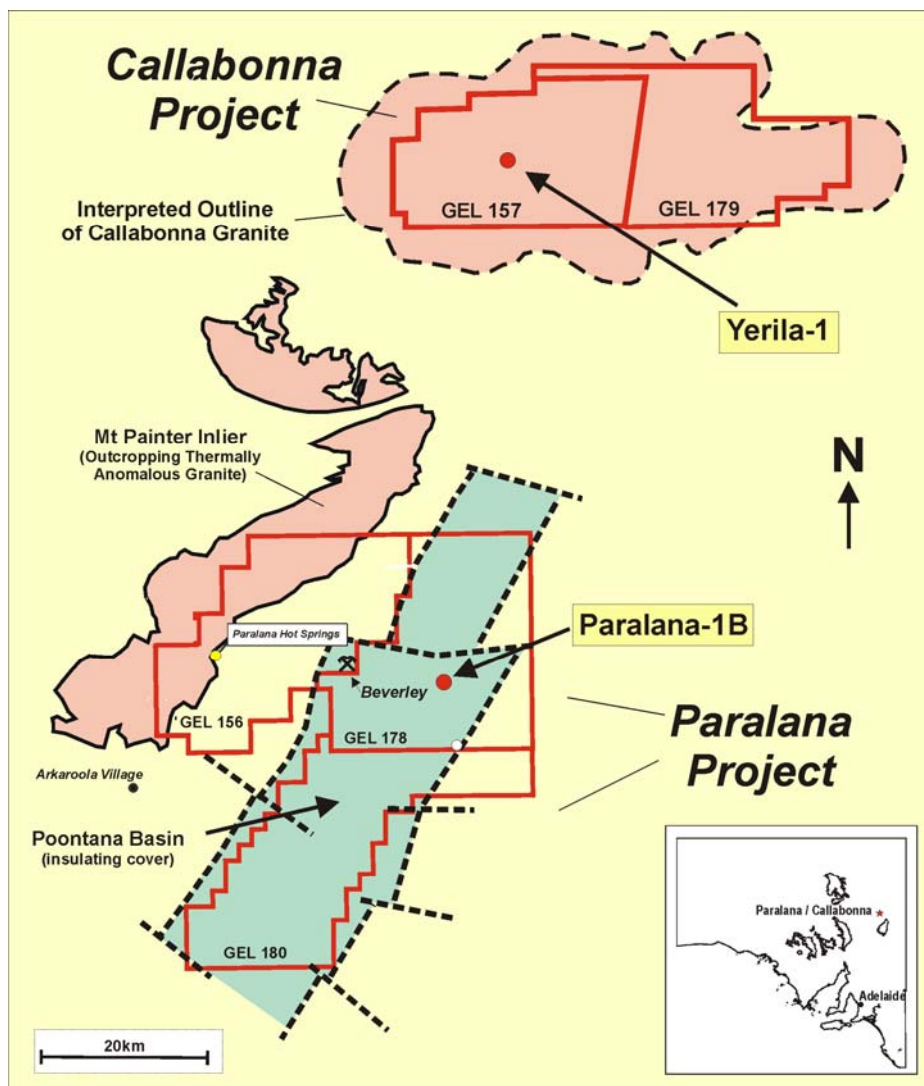 Callabonna
Project
Interpreted Outline
of Callabonna Granite
GEL 157
GEL 179
Yerila-1
Mt Painter Inlier
(Outcropping Thermally
Anomalous Granite)
N
Paralana Hot Springs
Paralana-1B
Beverley
'GEL 156
GEL 178
Paralana
Project
Arkaroola Village
Poontana Basin
(insulating cover)
GEL 180
20km
Paralana / Callabonna
Adelaide